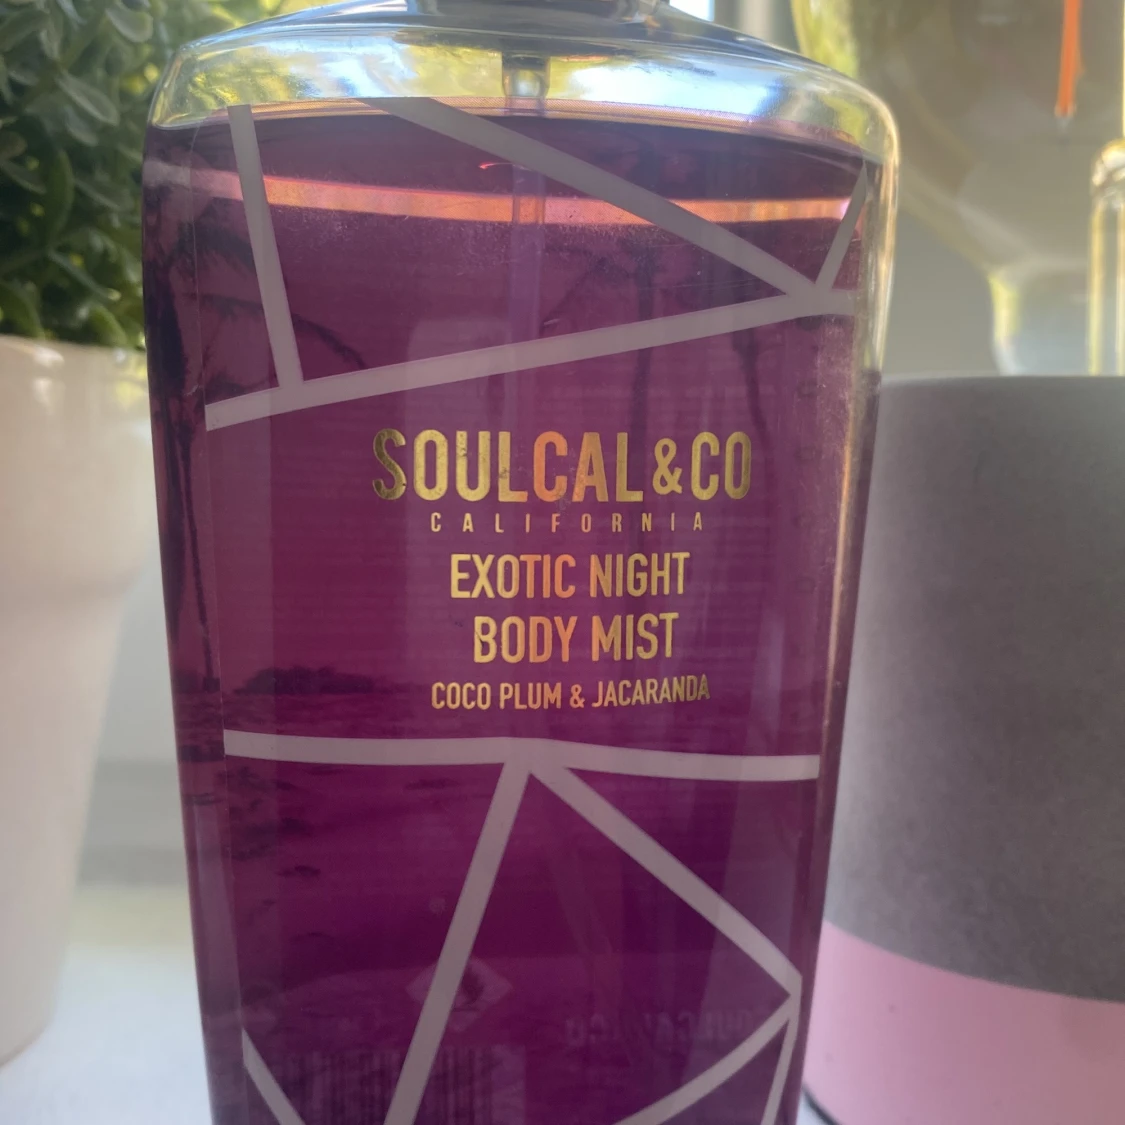 SOULCAL&CO
CALIFORNIA
EXOTIC NIGHT
BODY MIST
COCO PLUM & JACARANDA